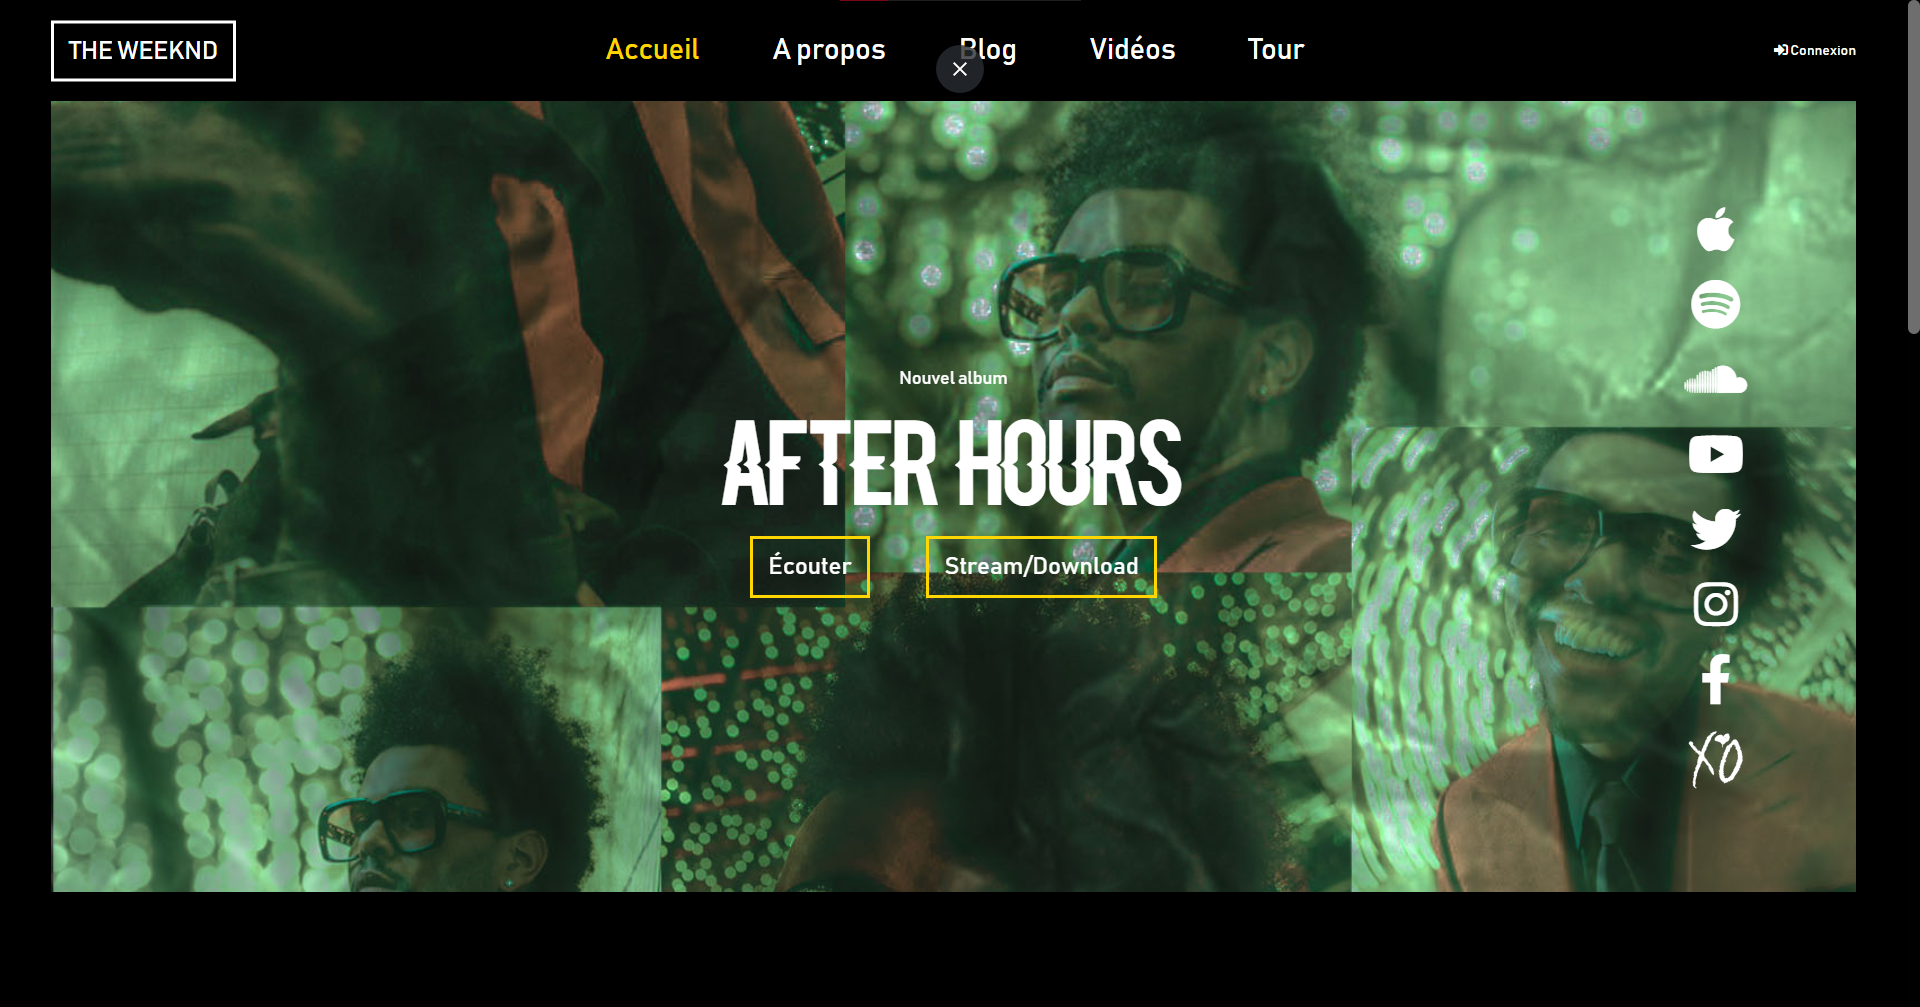 THE WEEKND
Accueil A propos Blog Vidéos Tour
Connexion
Nouvel album
AFTER HOURS
Écouter Stream/Download
XO